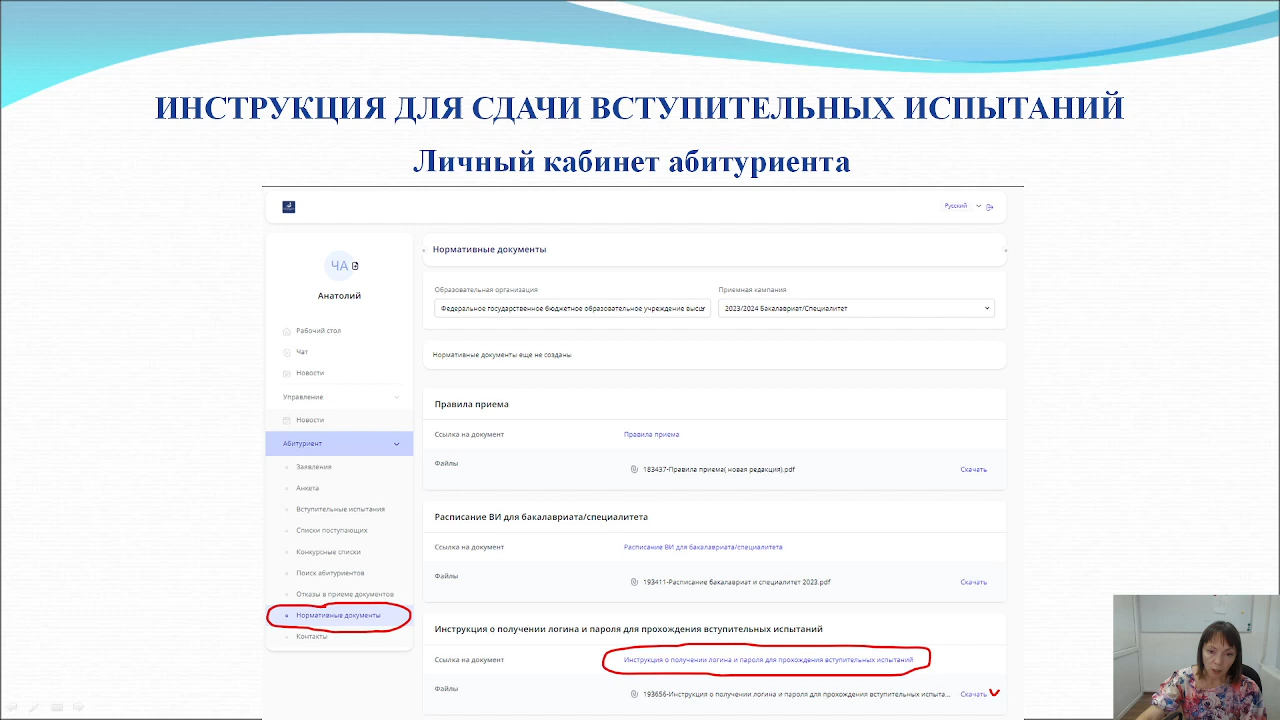 ИНСТРУКЦИЯ ДЛЯ СДАЧИ ВСТУПИТЕЛЬНЫХ ИСПЫТАНИЙ
Личный кабинет абитуриента
Русский
ЧА
Анатолий
Рабочий стол
Чат
Новости
Управление
Новости
Абитуриент
Заявления
Анкета
Вступительные испытания
Списки поступающих
Конкурсные списки
Поиск абитуриентов
Отказы в приеме документов
Нормативные документы
Контакты
Нормативные документы
Образовательная организация
Приемная кампания
Федеральное государственное бюджетное образовательное учреждение высш
2023/2024 Бакалавриат/Специалитет
Нормативные документы еще не созданы
Правила приема
Ссылка на документ Правила приема
Файлы 183437-Правила приема( новая редакция).pdf Скачать
Расписание ВИ для бакалавриата/специалитета
Ссылка на документ Расписание ВИ для бакалавриата/специалитета
Файлы 193411-Расписание бакалавриат и специалитет 2023.pdf Скачать
Инструкция о получении логина и пароля для прохождения вступительных испытаний
Ссылка на документ Инструкция о получении логина и пароля для прохождения вступительных испытаний
Файлы 193656-Инструкция о получении логина и пароля для прохождения вступительных испыта... Скачать